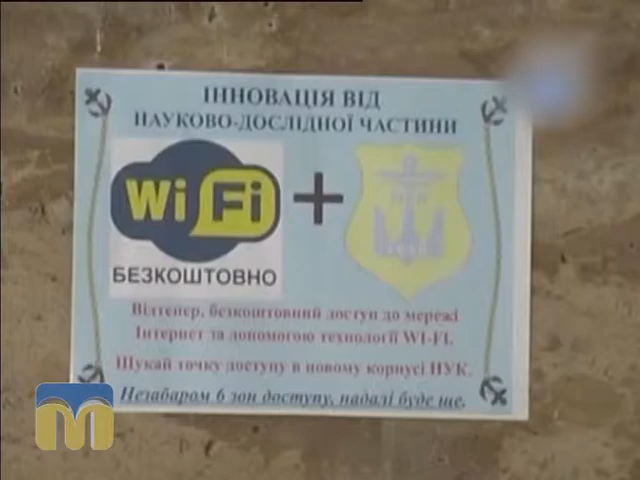 ІННОВАЦІЯ ВІД
НАУКОВО-ДОСЛІДНОЇ ЧАСТИНИ
Wi Fi +
БЕЗКОШТОВНО
Відтепер, безкоштовний доступ до мережі
Інтернет за допомогою технології WI-FI.
Шукай точку доступу в новому корпусі НУК.
Незабаром 6 зон доступу, надалі буде ще.